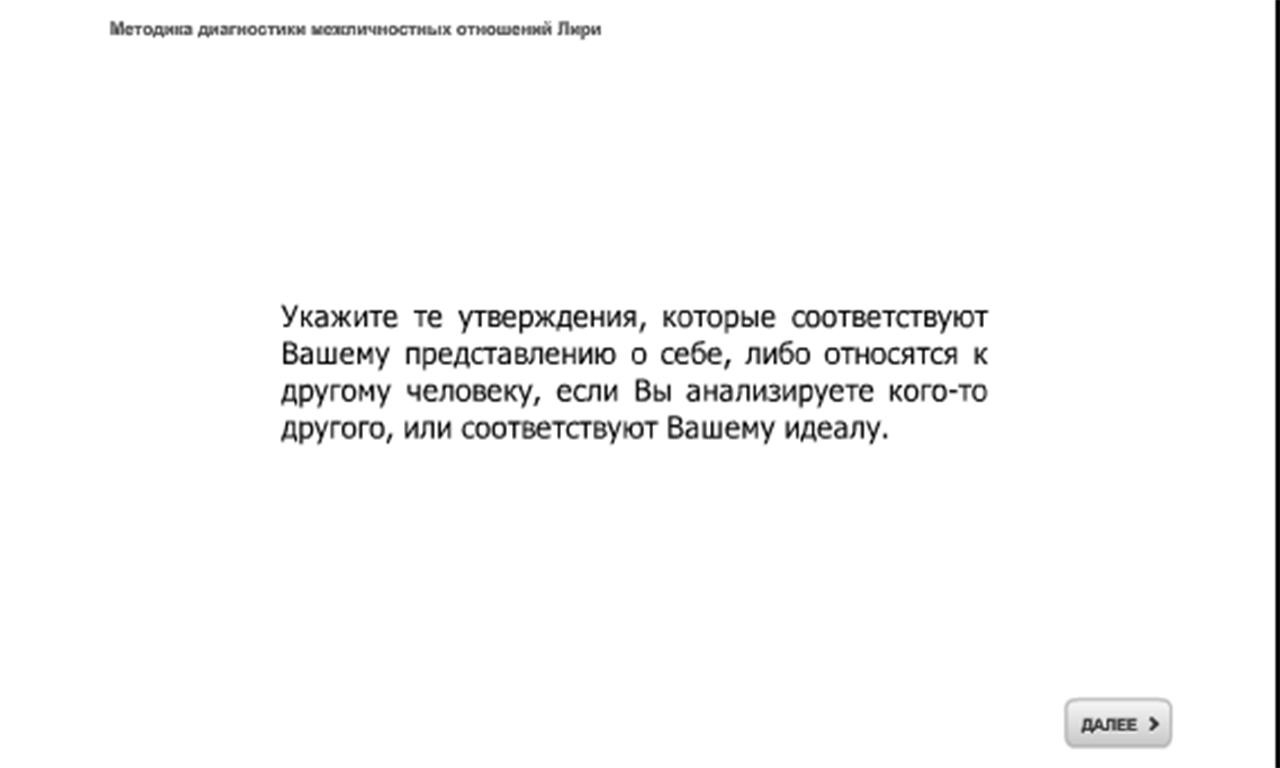 Методика диагностики межличностных отношений Лири
Укажите те утверждения, которые соответствуют
Вашему представлению о себе, либо относятся к
другому человеку, если Вы анализируете кого-то
другого, или соответствуют Вашему идеалу.
ДАЛЕЕ >